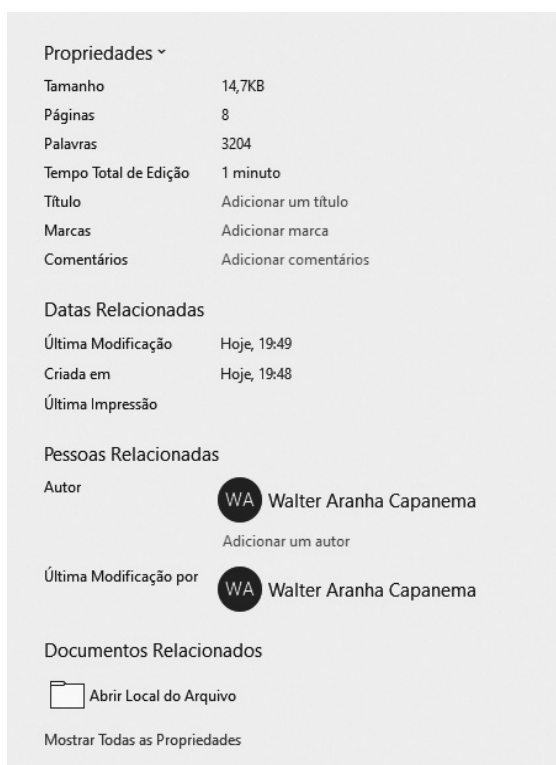 Propriedades
Tamanho 14,7KB
Páginas 8
Palavras 3204
Tempo Total de Edição 1 minuto
Título Adicionar um título
Marcas Adicionar marca
Comentários Adicionar comentários
Datas Relacionadas
Última Modificação Hoje, 19:49
Criada em Hoje, 19:48
Última Impressão
Pessoas Relacionadas
Autor WA Walter Aranha Capanema
Adicionar um autor
Última Modificação por WA Walter Aranha Capanema
Documentos Relacionados
Abrir Local do Arquivo
Mostrar Todas as Propriedades